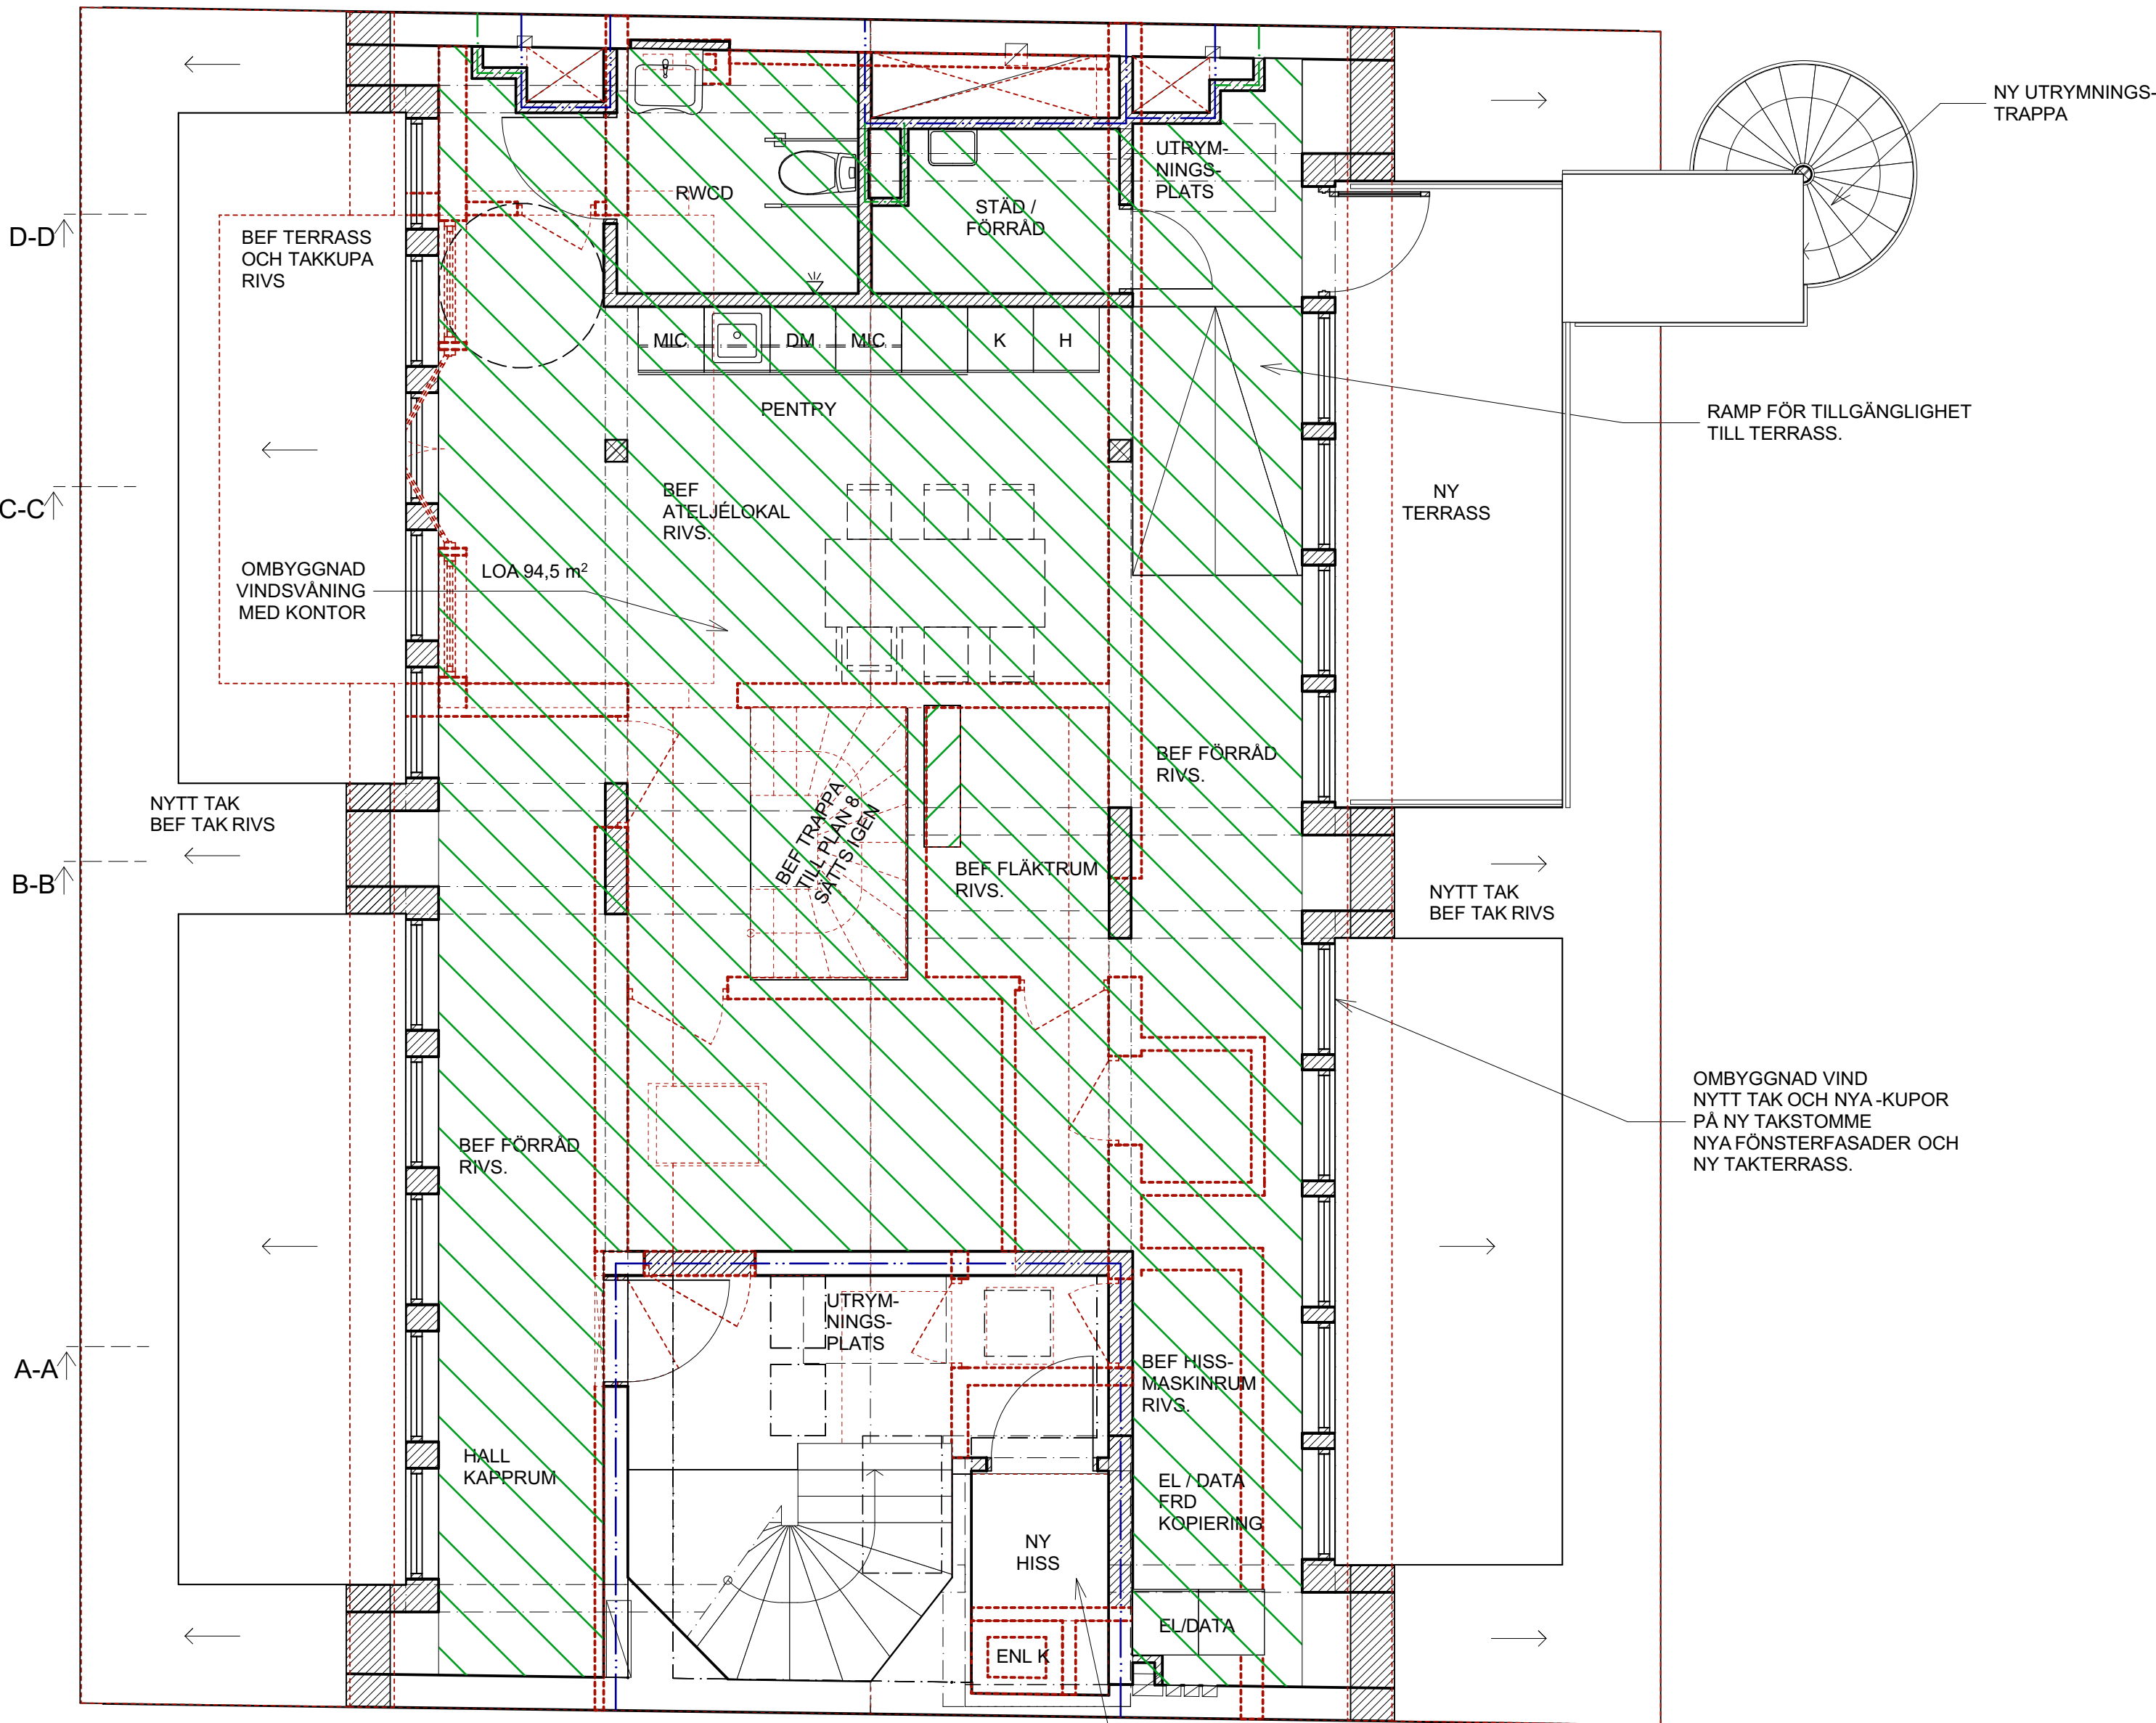 NY UTRYMNINGS-
TRAPPA
UTRYM-
NINGS-
PLATS
RWCD
STÄD /
FÖRRÅD
D-D
BEF TERRASS
OCH TAKKUPA
RIVS
MIC
DM
MIC
K
H
PENTRY
RAMP FÖR TILLGÄNGLIGHET
TILL TERRASS.
C-C
BEF
ATELJÉLOKAL
RIVS.
NY
TERRASS
OMBYGGNAD
VINDSVÅNING
MED KONTOR
LOA 94,5 m²
BEF FÖRRÅD
RIVS.
NYTT TAK
BEF TAK RIVS
BEF TRAPPA
TILL PLAN 8
SÄTTS IGEN
BEF FLÄKTRUM
RIVS.
B-B
NYTT TAK
BEF TAK RIVS
OMBYGGNAD VIND
NYTT TAK OCH NYA -KUPOR
PÅ NY TAKSTOMME
NYA FÖNSTERFASADER OCH
NY TAKTERRASS.
BEF FÖRRÅD
RIVS.
UTRYM-
NINGS-
PLATS
A-A
BEF HISS-
MASKINRUM
RIVS.
HALL
KAPPRUM
EL / DATA
FRD
KOPIERING
NY
HISS
EL/DATA
ENL K